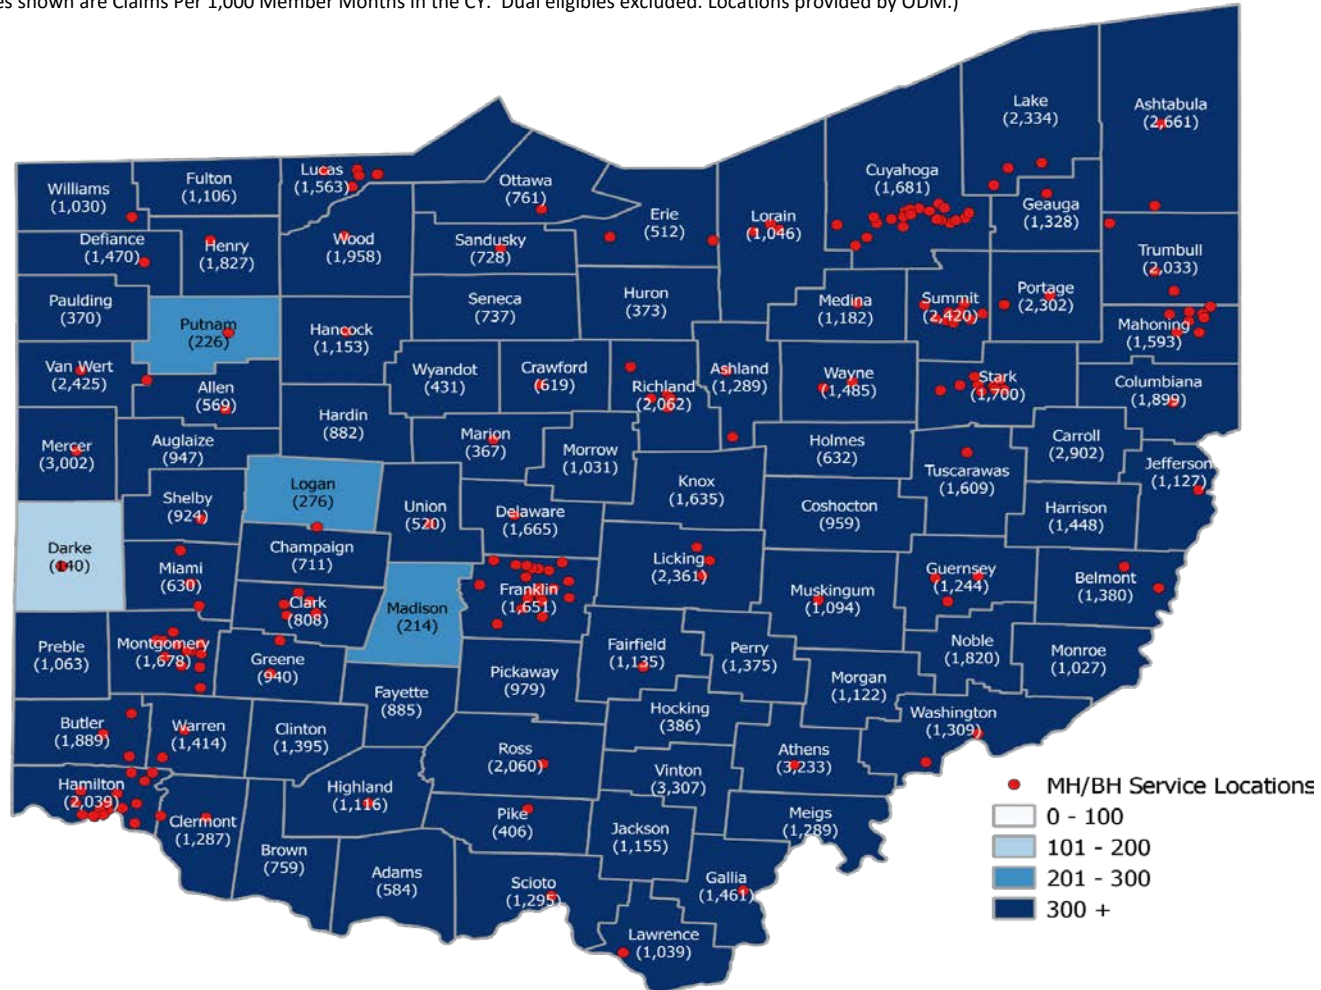 es shown are Claims Per 1,000 Member Months in the CY. Dual eligibles excluded. Locations provided by ODM.)
Lake
(2,334)
Ashtabula
(2,661)
Cuyahoga
(1,681)
Geauga
(1,328)
Williams
(1,030)
Fulton
(1,106)
Lucas
(1,563)
Ottawa
(761)
Erie
(512)
Lorain
(1,046)
Defiance
(1,470)
Henry
(1,827)
Wood
(1,958)
Sandusky
(728)
Trumbull
(2,033)
Paulding
(370)
Putnam
(226)
Hancock
(1,153)
Seneca
(737)
Huron
(373)
Medina
(1,182)
Summit
(2,420)
Portage
(2,302)
Mahoning
(1,593)
Van Wert
(2,425)
Allen
(569)
Wyandot
(431)
Crawford
(619)
Richland
(2,062)
Ashland
(1,289)
Wayne
(1,485)
Stark
(1,700)
Columbiana
(1,899)
Mercer
(3,002)
Auglaize
(947)
Hardin
(882)
Marion
(367)
Morrow
(1,031)
Holmes
(632)
Carroll
(2,902)
Tuscarawas
(1,609)
Jefferson
(1,127)
Shelby
(924)
Logan
(276)
Union
(520)
Delaware
(1,665)
Knox
(1,635)
Coshocton
(959)
Harrison
(1,448)
Darke
(140)
Miami
(630)
Champaign
(711)
Licking
(2,361)
Guernsey
(1,244)
Belmont
(1,380)
Clark
(808)
Madison
(214)
Franklin
(1,651)
Muskingum
(1,094)
Preble
(1,063)
Montgomery
(1,678)
Greene
(940)
Pickaway
(979)
Fairfield
(1,135)
Perry
(1,375)
Noble
(1,820)
Monroe
(1,027)
Fayette
(885)
Morgan
(1,122)
Butler
(1,889)
Warren
(1,414)
Clinton
(1,395)
Hocking
(386)
Washington
(1,309)
Ross
(2,060)
Athens
(3,233)
Vinton
(3,307)
Hamilton
(2,039)
Highland
(1,116)
Clermont
(1,287)
Pike
(406)
Jackson
(1,155)
Meigs
(1,289)
Brown
(759)
Adams
(584)
Scioto
(1,295)
Gallia
(1,461)
Lawrence
(1,039)
MH/BH Service Locations
0 - 100
101 - 200
201 - 300
300 +